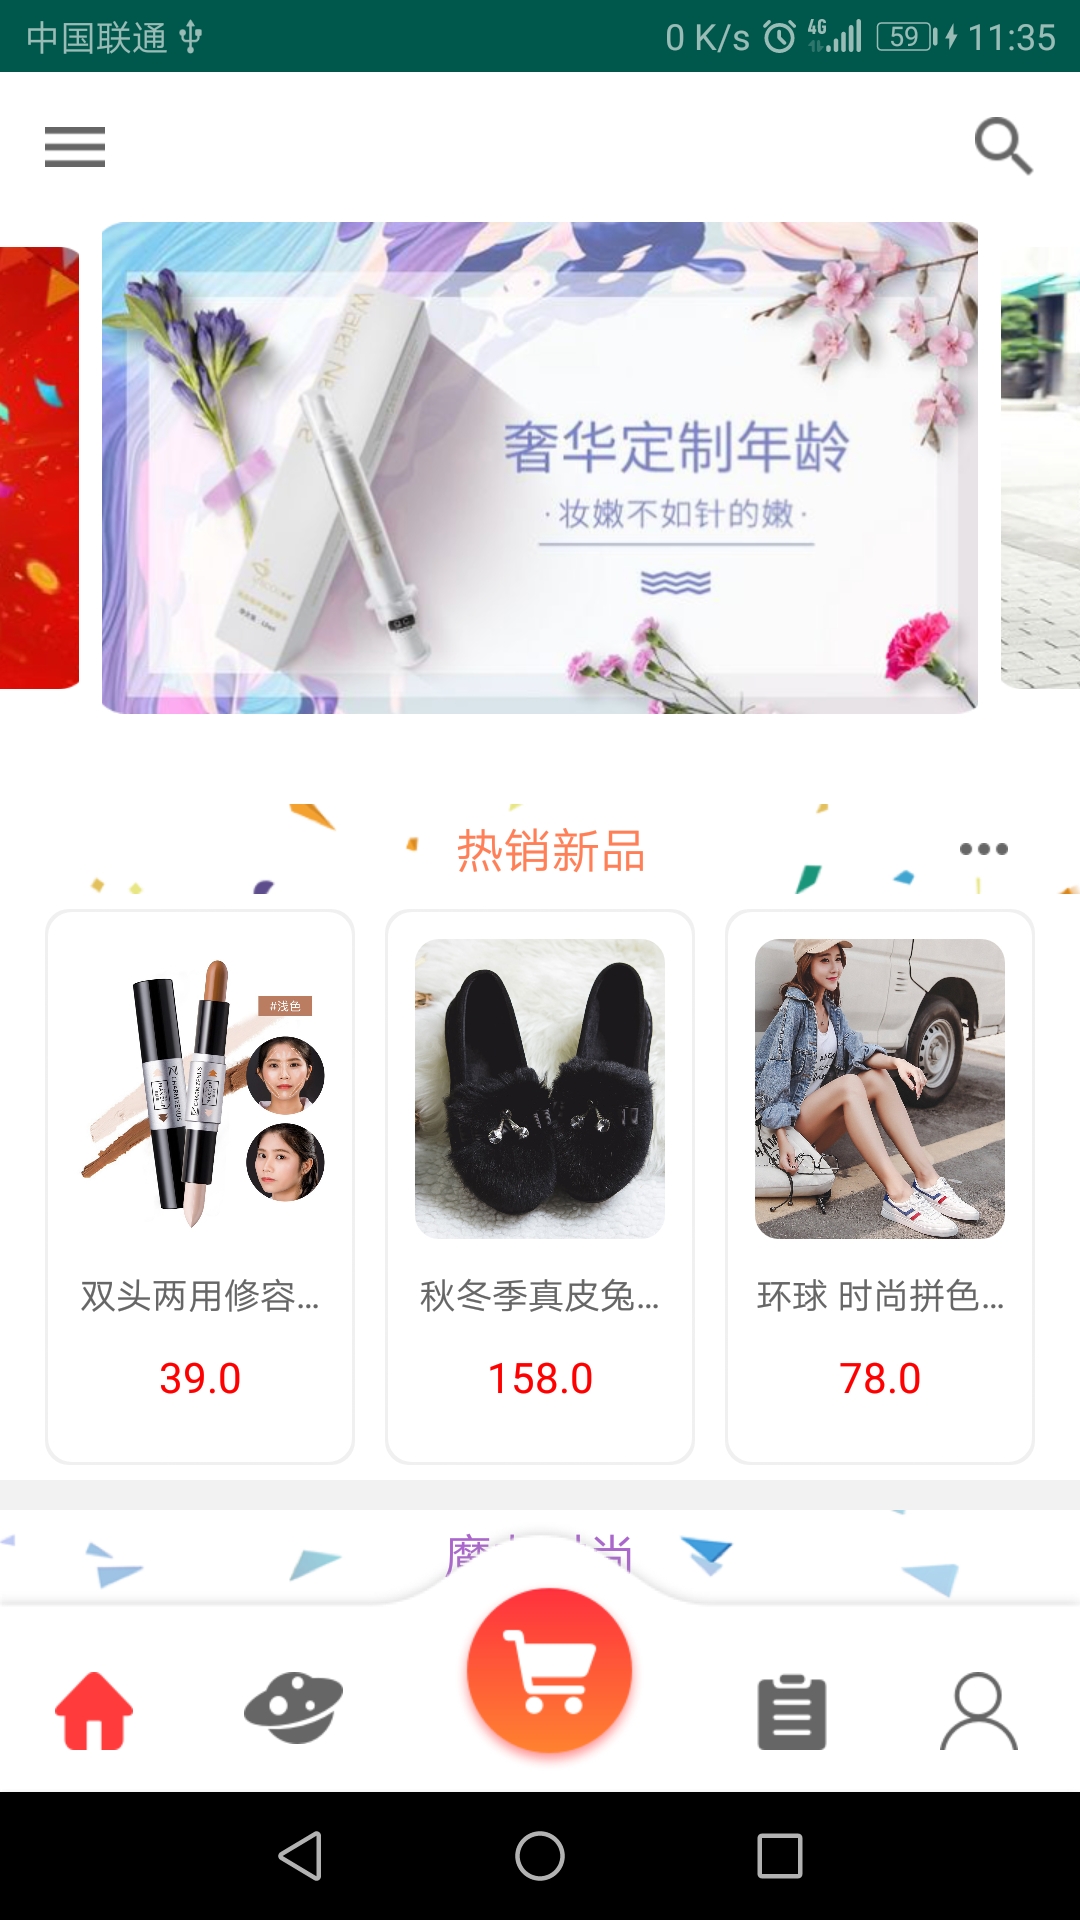 中国联通 0 K/s 4G 59 11:35
Water Ne
奢华定制年龄
·妆嫩不如针的嫩·
热销新品
#浅色
双头两用修容...
秋冬季真皮兔...
环球 时尚拼色...
39.0
158.0
78.0